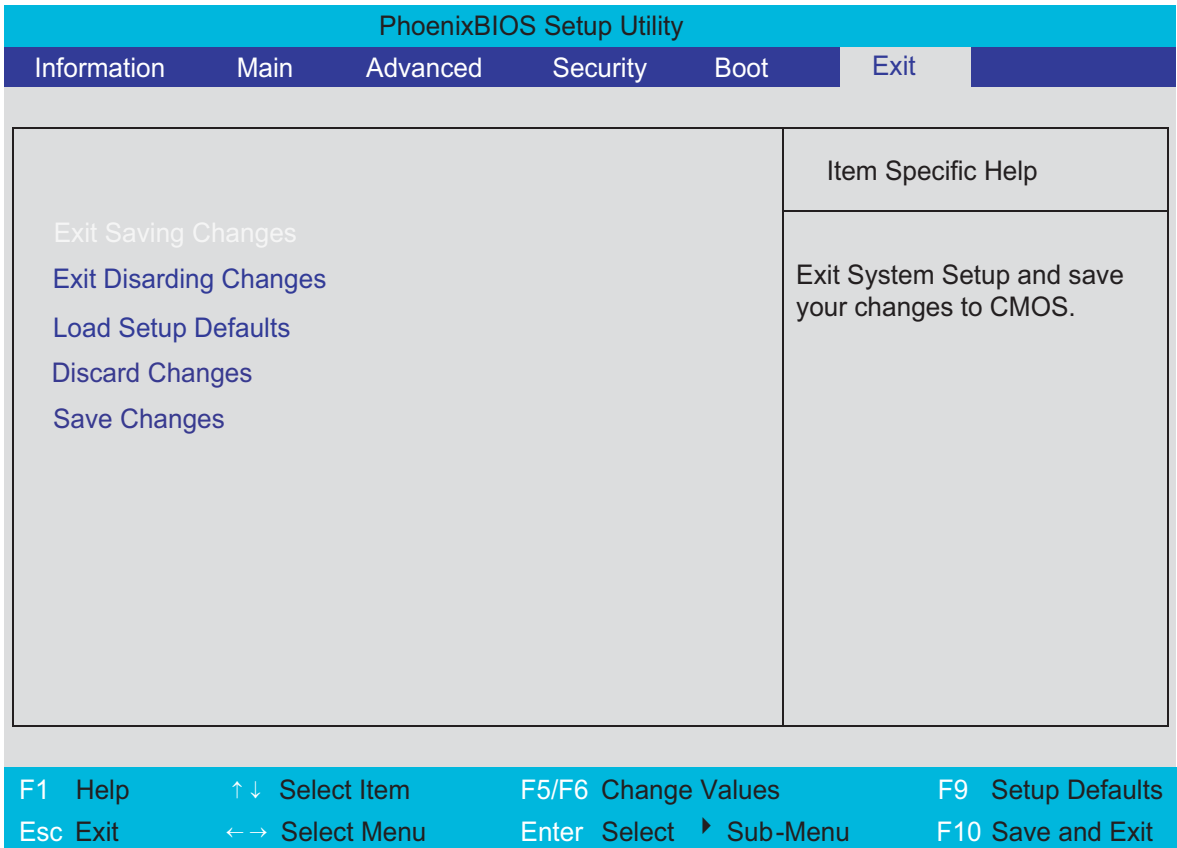 PhoenixBIOS Setup Utility
Information Main Advanced Security Boot Exit
Item Specific Help
Exit Saving Changes
Exit Disarding Changes
Load Setup Defaults
Discard Changes
Save Changes
Exit System Setup and save
your changes to CMOS.
F1 Help ↑↓ Select Item F5/F6 Change Values F9 Setup Defaults
Esc Exit ←→ Select Menu Enter Select ▸ Sub-Menu F10 Save and Exit